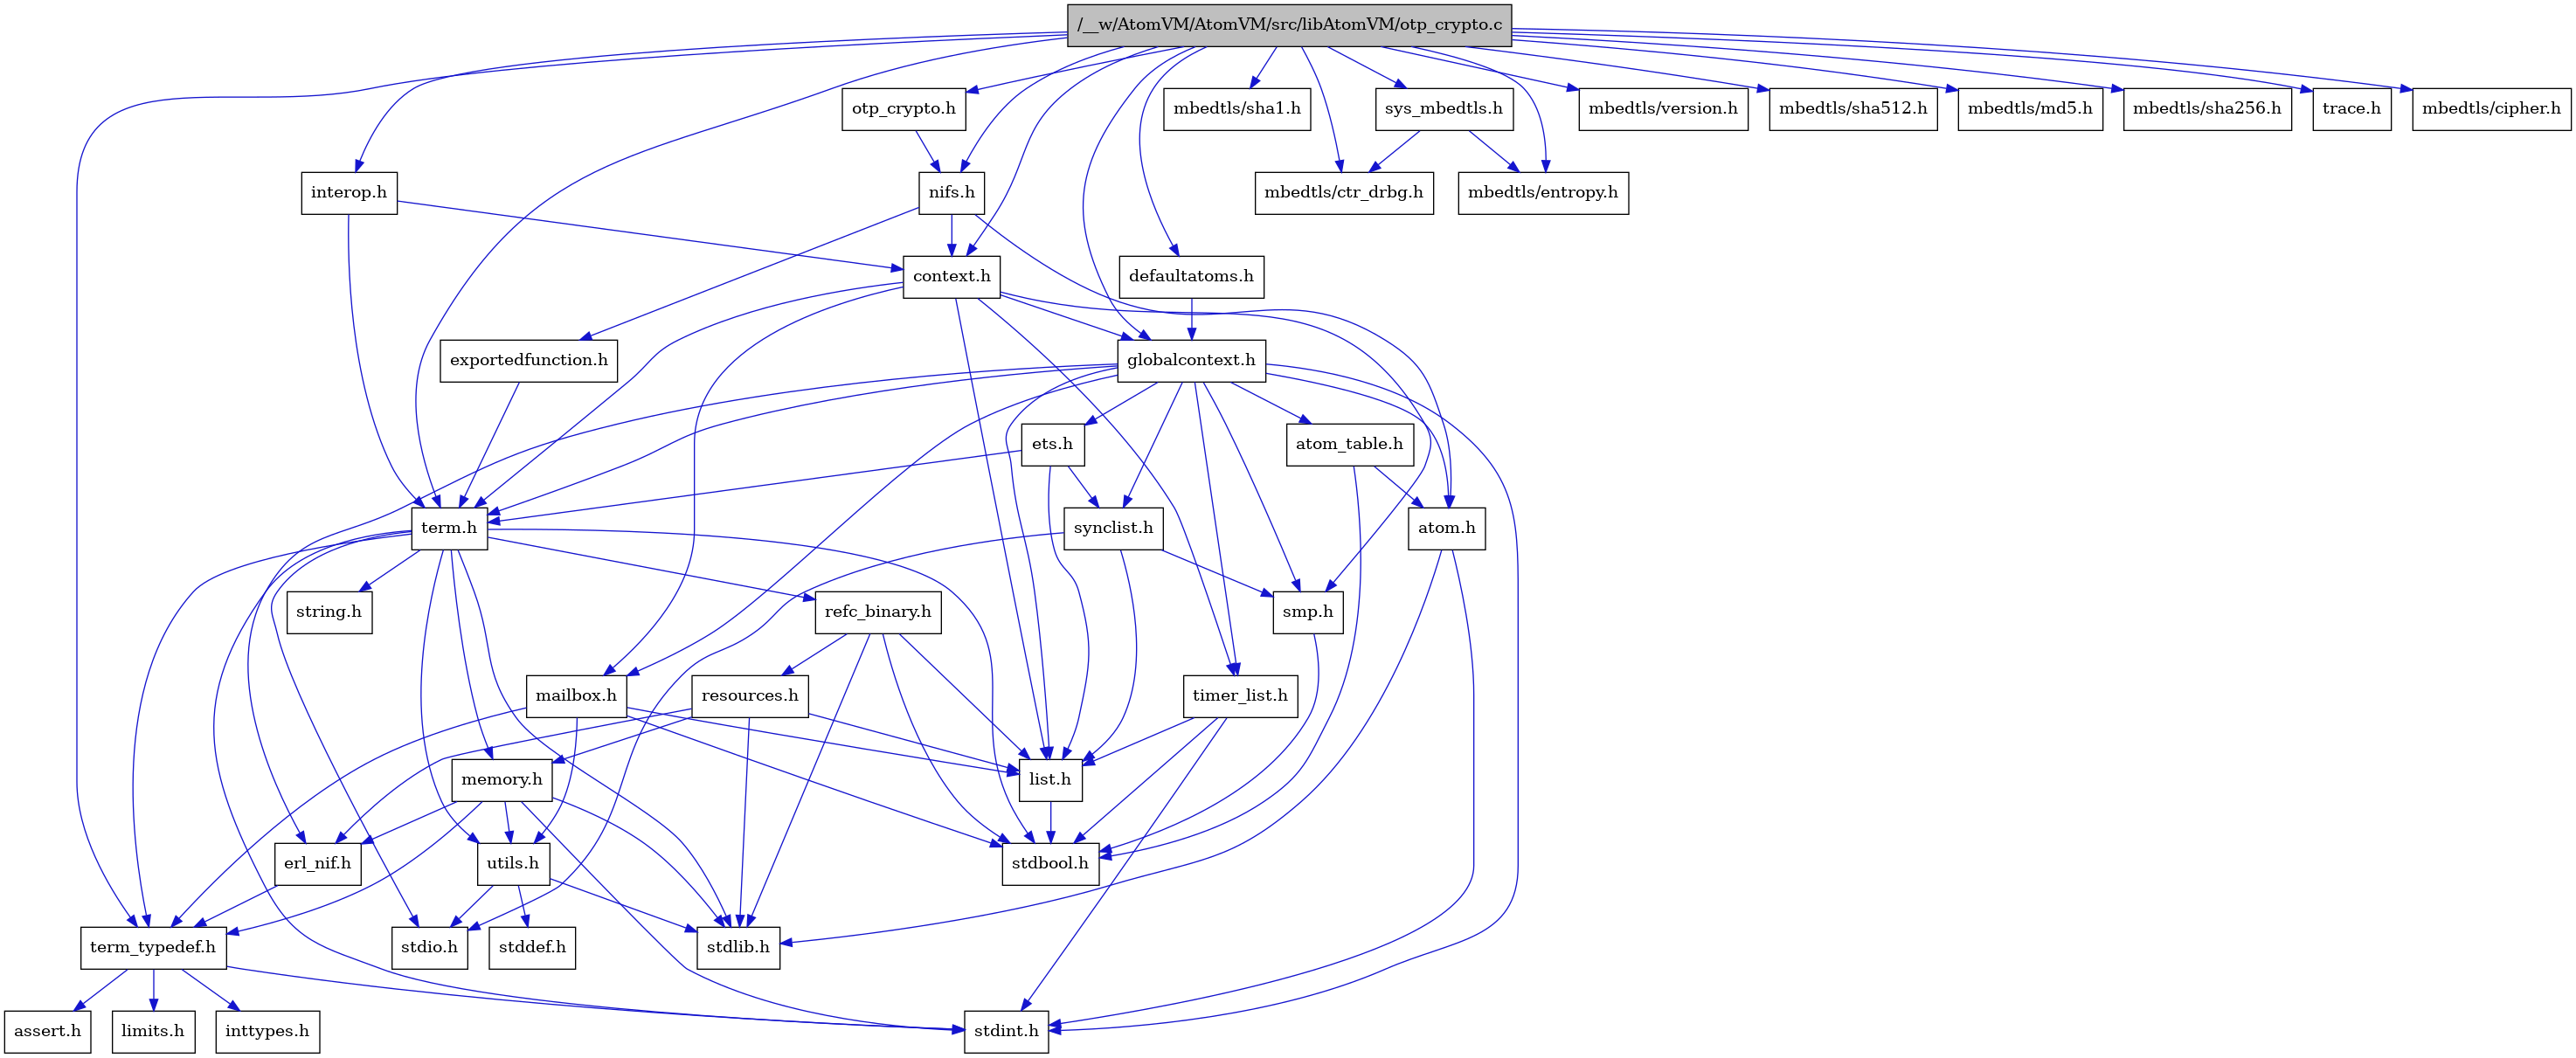 /__w/AtomVM/AtomVM/src/libAtomVM/otp_crypto.c
otp_crypto.h
mbedtls/sha1.h
sys_mbedtls.h
mbedtls/version.h
mbedtls/sha512.h
mbedtls/md5.h
mbedtls/sha256.h
trace.h
mbedtls/cipher.h
interop.h
nifs.h
mbedtls/ctr_drbg.h
mbedtls/entropy.h
context.h
defaultatoms.h
exportedfunction.h
globalcontext.h
ets.h
atom_table.h
term.h
synclist.h
atom.h
string.h
refc_binary.h
smp.h
mailbox.h
resources.h
timer_list.h
memory.h
list.h
erl_nif.h
utils.h
stdbool.h
term_typedef.h
stdio.h
stddef.h
stdlib.h
assert.h
limits.h
inttypes.h
stdint.h